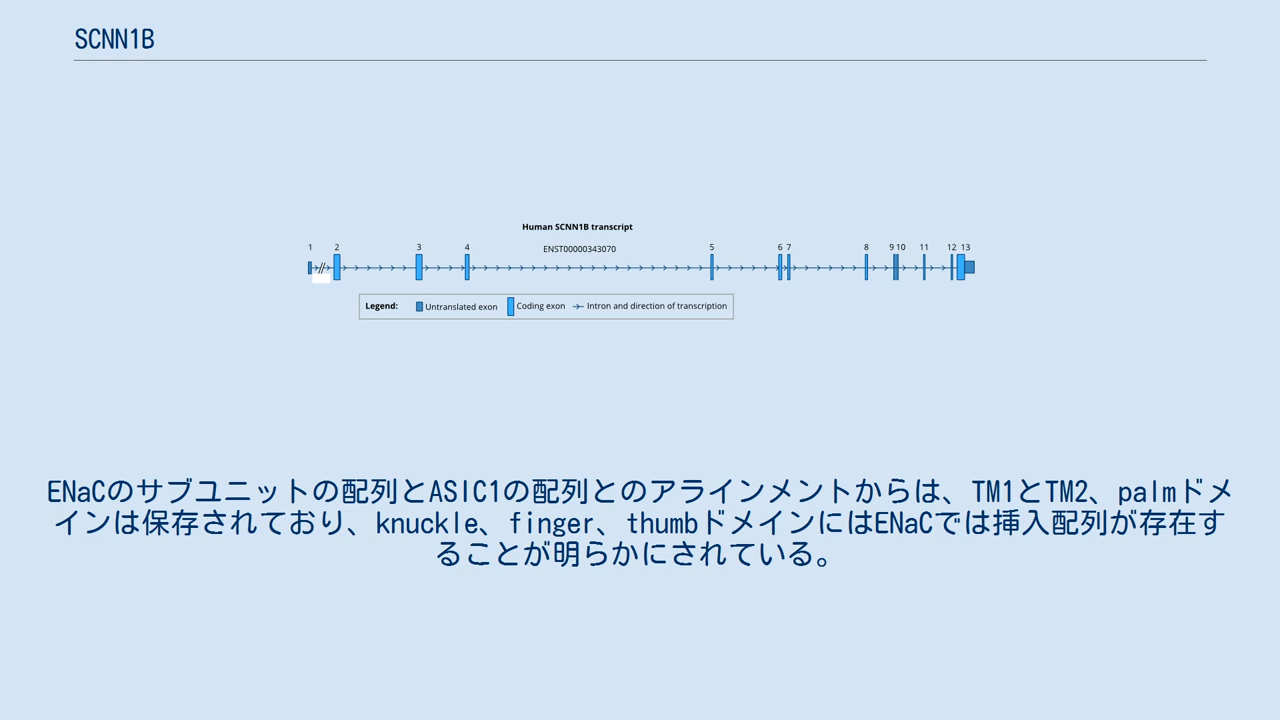 SCNN1B
Human SCNN1B transcript
ENST00000343070
1 // 2 3 4 5 6 7 8 9 10 11 12 13
Legend: Untranslated exon Coding exon Intron and direction of transcription
ENaCのサブユニットの配列とASIC1の配列とのアラインメントからは、TM1とTM2、palmドメ
インは保存されており、knuckle、finger、thumbドメインにはENaCでは挿入配列が存在す
ることが明らかにされている。